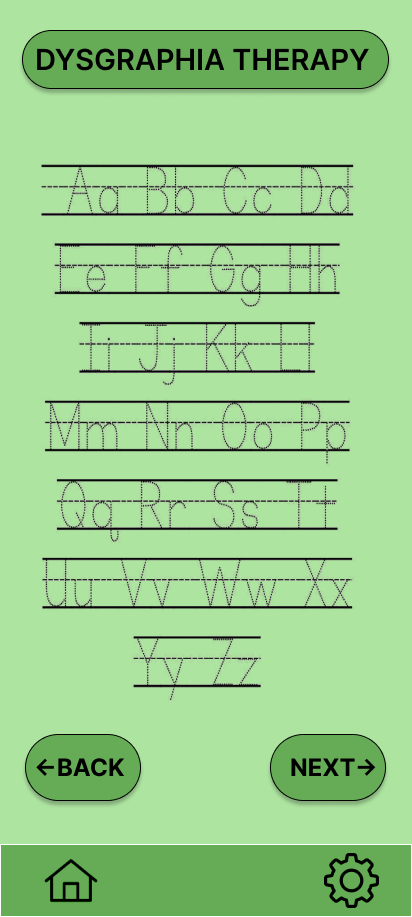 DYSGRAPHIA THERAPY
Aa Bb Cc Dd
Ee Ff Gg Hh
Ii Jj Kk Ll
Mm Nn Oo Pp
Qq Rr Ss Tt
Uu Vv Ww Xx
Yy Zz
←BACK NEXT→